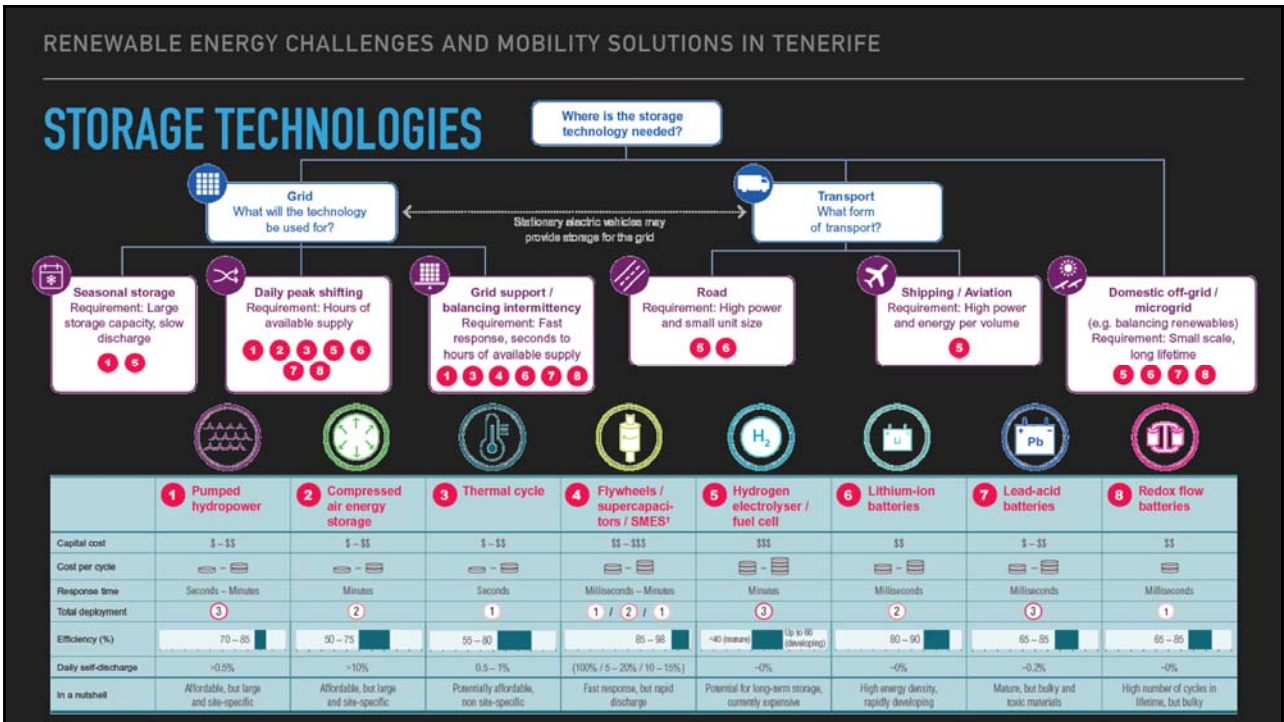 RENEWABLE ENERGY CHALLENGES AND MOBILITY SOLUTIONS IN TENERIFE
STORAGE TECHNOLOGIES
Where is the storage
technology needed?
Grid
What will the technology
be used for?
Stationary electric vehicles may
provide storage for the grid
Transport
What form
of transport?
Seasonal storage
Requirement: Large
storage capacity, slow
discharge
1 5
Daily peak shifting
Requirement: Hours of
available supply
1 2 3 5 6
7 8
Grid support /
balancing intermittency
Requirement: Fast
response, seconds to
hours of available supply
1 3 4 6 7 8
Road
Requirement: High power
and small unit size
5 6
Shipping / Aviation
Requirement: High power
and energy per volume
5
Domestic off-grid /
microgrid
(e.g. balancing renewables)
Requirement: Small scale,
long lifetime
5 6 7 8
H₂
Li
Pb
1 Pumped
hydropower
2 Compressed
air energy
storage
3 Thermal cycle
4 Flywheels /
supercapaci-
tors / SMES†
5 Hydrogen
electrolyser /
fuel cell
6 Lithium-ion
batteries
7 Lead-acid
batteries
8 Redox flow
batteries
Capital cost $ – $$ $ – $$ $ – $$ $$ – $$$ $$$ $$ $ – $$ $$
Cost per cycle
Response time Seconds – Minutes Minutes Seconds Milliseconds – Minutes Minutes Milliseconds Milliseconds Milliseconds
Total deployment 3 2 1 1 / 2 / 1 3 2 3 1
Efficiency (%) 70 – 85 50 – 75 55 – 80 85 – 98 <40 (mature) Up to 66 (developing) 80 – 90 65 – 85 65 – 85
Daily self-discharge >0.5% >10% 0.5 – 1% (100% / 5 – 20% / 10 – 15%) ~0% ~0% ~0.2% ~0%
In a nutshell
Affordable, but large
and site-specific
Affordable, but large
and site-specific
Potentially affordable,
non site-specific
Fast response, but rapid
discharge
Potential for long-term storage,
currently expensive
High energy density,
rapidly developing
Mature, but bulky and
toxic materials
High number of cycles in
lifetime, but bulky